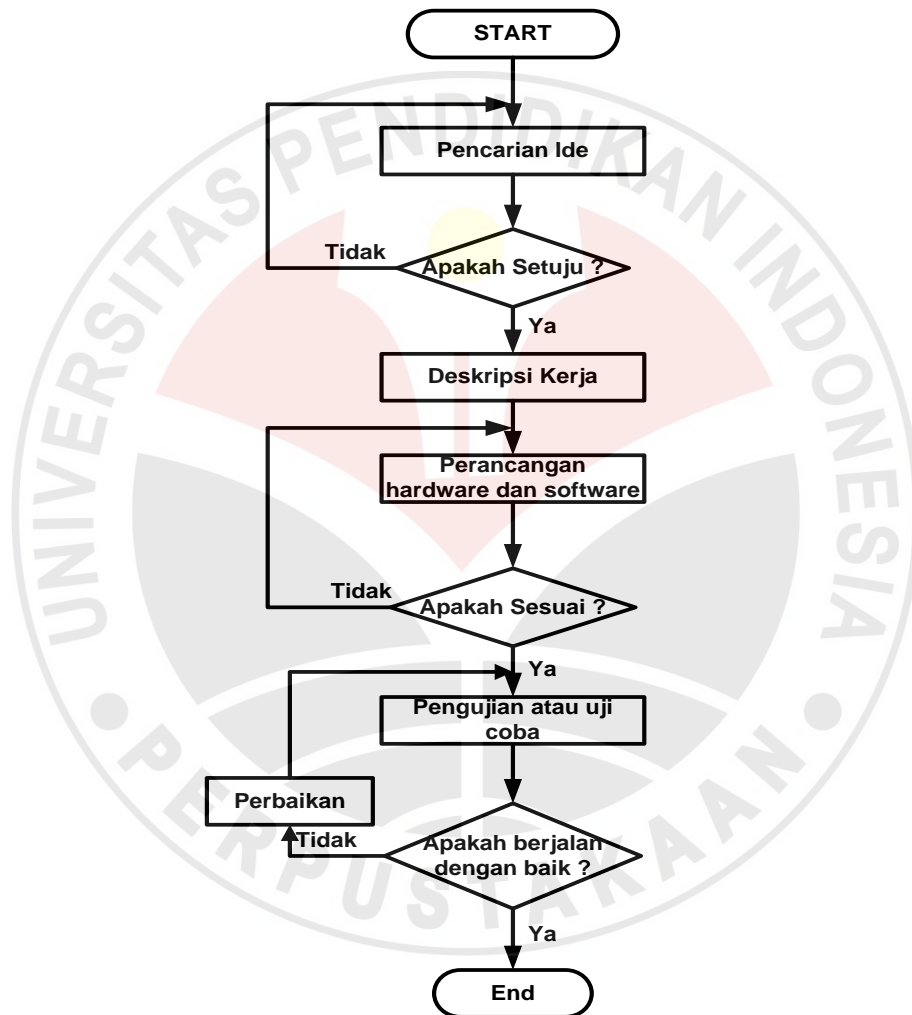 START
Pencarian Ide
Tidak
Apakah Setuju ?
Ya
Deskripsi Kerja
Perancangan
hardware dan software
Tidak
Apakah Sesuai ?
Ya
Pengujian atau uji
coba
Perbaikan
Tidak
Apakah berjalan
dengan baik ?
Ya
End
UNIVERSITAS PENDIDIKAN INDONESIA
PERPUSTAKAAN